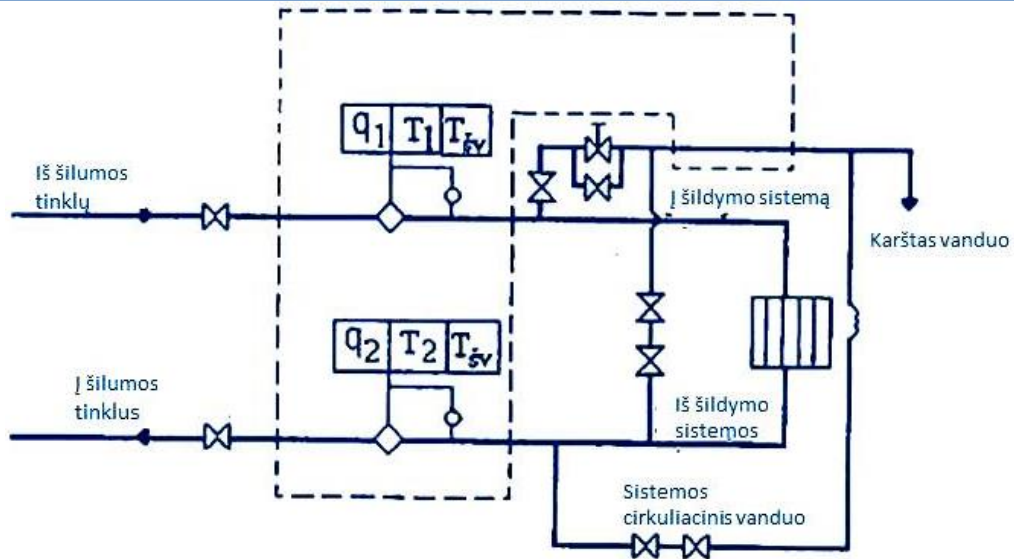 q1 T1 Tšv
Iš šilumos
tinklų
Į šildymo sistemą
Karštas vanduo
q2 T2 Tšv
Į šilumos
tinklus
Iš šildymo
sistemos
Sistemos
cirkuliacinis vanduo